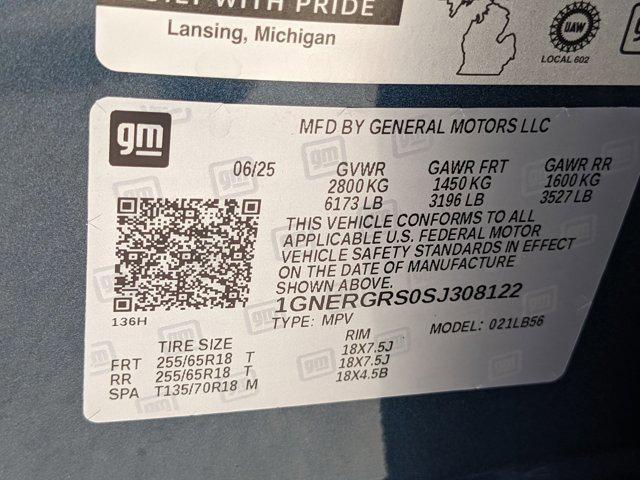 WITH PRIDE
Lansing, Michigan
UAW
LOCAL 602
gm
MFD BY GENERAL MOTORS LLC
06/25 GVWR GAWR FRT GAWR RR
2800 KG 1450 KG 1600 KG
6173 LB 3196 LB 3527 LB
THIS VEHICLE CONFORMS TO ALL
APPLICABLE U.S. FEDERAL MOTOR
VEHICLE SAFETY STANDARDS IN EFFECT
ON THE DATE OF MANUFACTURE
SHOWN ABOVE.
1GNERGRS0SJ308122
136H
TYPE: MPV MODEL: 021LB56
TIRE SIZE RIM
FRT 255/65R18 T 18X7.5J
RR 255/65R18 T 18X7.5J
SPA T135/70R18 M 18X4.5B